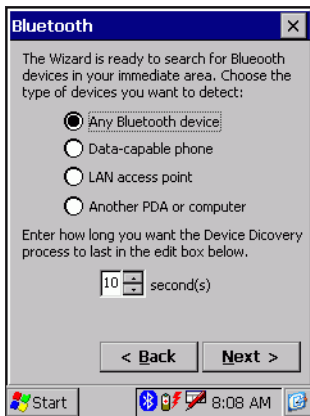 Bluetooth
The Wizard is ready to search for Blueooth
devices in your immediate area. Choose the
type of devices you want to detect:
Any Bluetooth device
Data-capable phone
LAN access point
Another PDA or computer
Enter how long you want the Device Dicovery
process to last in the edit box below.
10 second(s)
< Back Next >
Start 8:08 AM